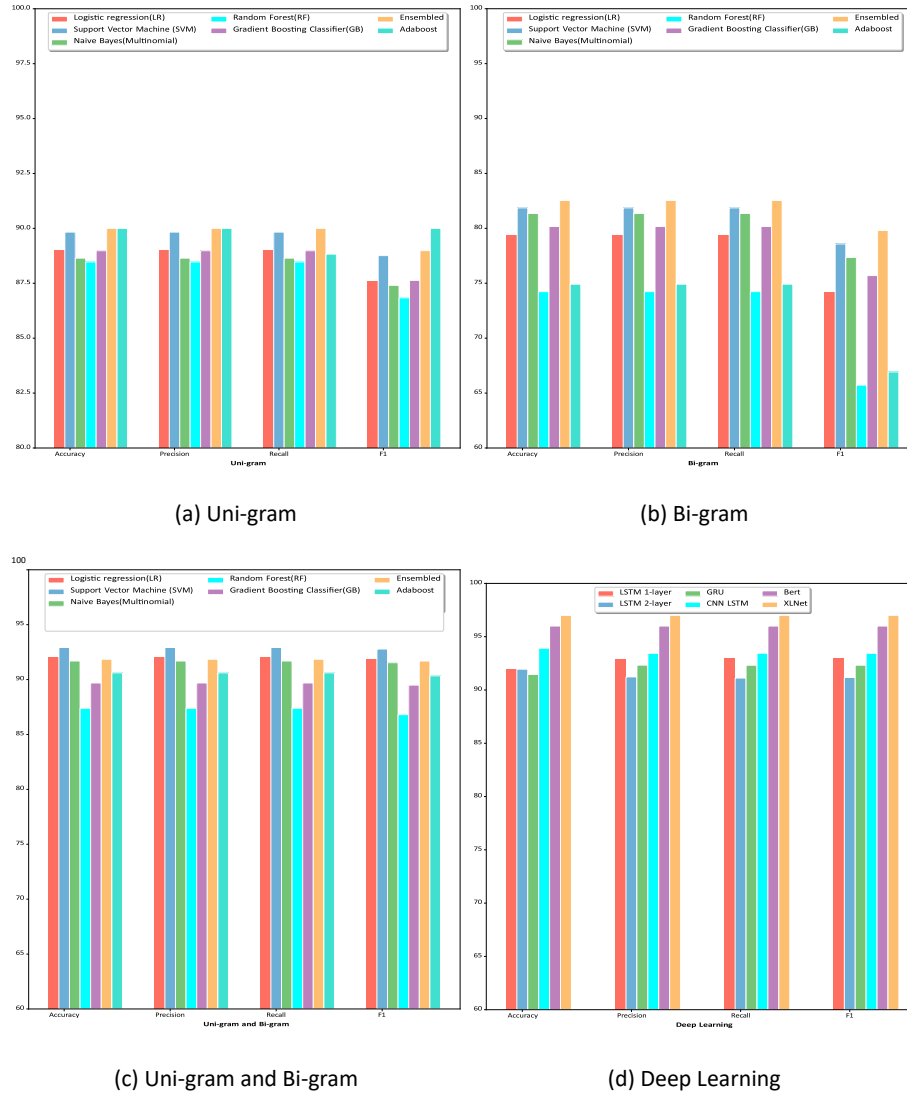 100.0
Logistic regression(LR) Random Forest(RF) Ensembled
Support Vector Machine (SVM) Gradient Boosting Classifier(GB) Adaboost
Naive Bayes(Multinomial)
97.5
95.0
92.5
90.0
87.5
85.0
82.5
80.0
Accuracy Precision Recall F1
Uni-gram
(a) Uni-gram
100
Logistic regression(LR) Random Forest(RF) Ensembled
Support Vector Machine (SVM) Gradient Boosting Classifier(GB) Adaboost
Naive Bayes(Multinomial)
95
90
85
80
75
70
65
60
Accuracy Precision Recall F1
Bi-gram
(b) Bi-gram
100
Logistic regression(LR) Random Forest(RF) Ensembled
Support Vector Machine (SVM) Gradient Boosting Classifier(GB) Adaboost
Naive Bayes(Multinomial)
95
90
85
80
75
70
65
60
Accuracy Precision Recall F1
Uni-gram and Bi-gram
(c) Uni-gram and Bi-gram
100
LSTM 1-layer GRU Bert
LSTM 2-layer CNN LSTM XLNet
95
90
85
80
75
70
65
60
Accuracy Precision Recall F1
Deep Learning
(d) Deep Learning